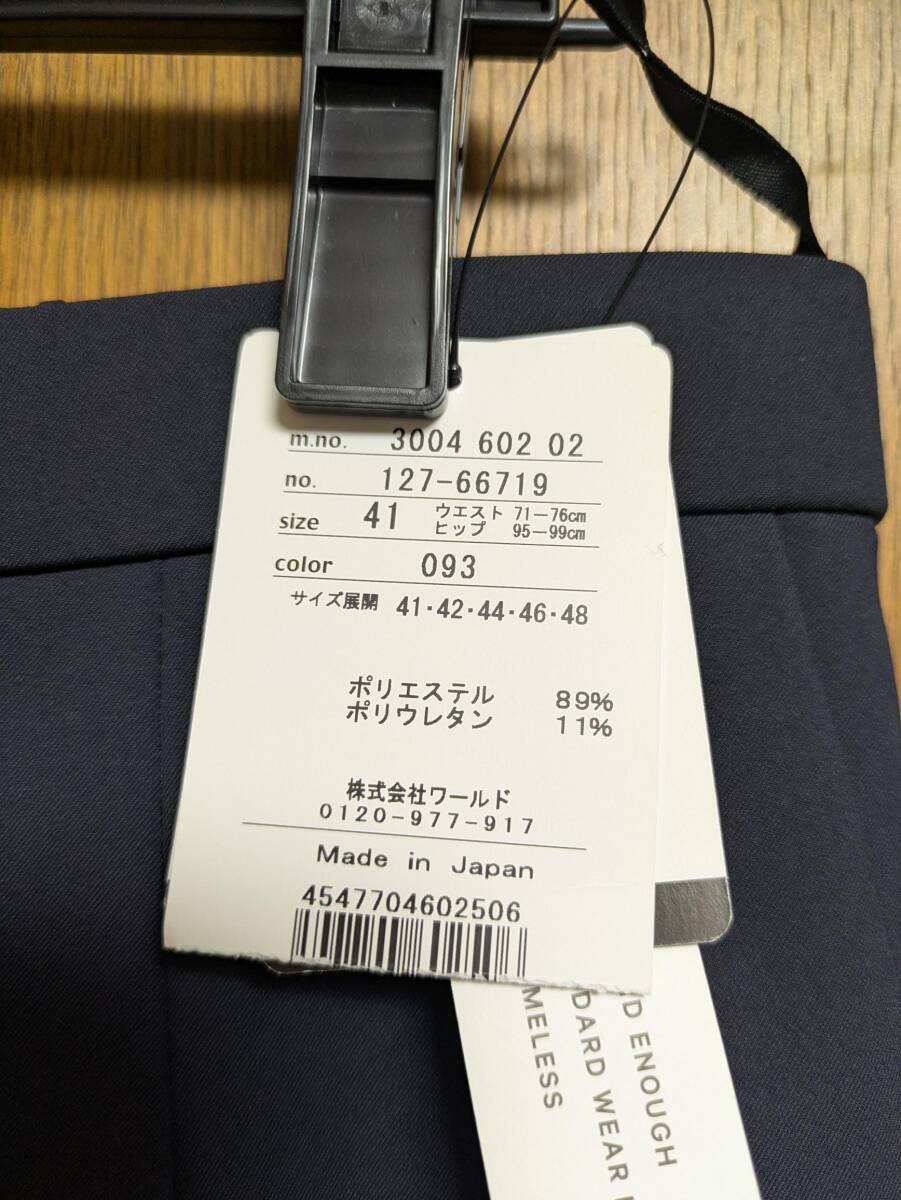 m.no. 3004 602 02
no. 127-66719
size 41 ウエスト 71-76cm
ヒップ 95-99cm
color 093
サイズ展開 41・42・44・46・48
ポリエステル 89%
ポリウレタン 11%
株式会社ワールド
0120-977-917
Made in Japan
4547704602506
D ENOUGH
DARD WEAR
MELESS